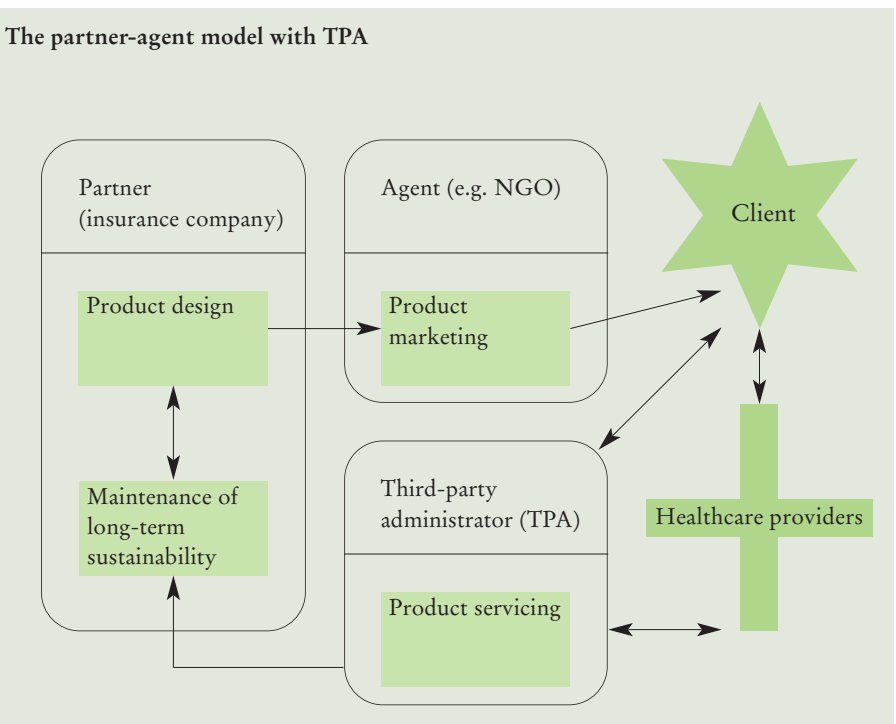 The partner-agent model with TPA
Partner
(insurance company)
Agent (e.g. NGO)
Client
Product design
Product
marketing
Maintenance of
long-term
sustainability
Third-party
administrator (TPA)
Healthcare providers
Product servicing